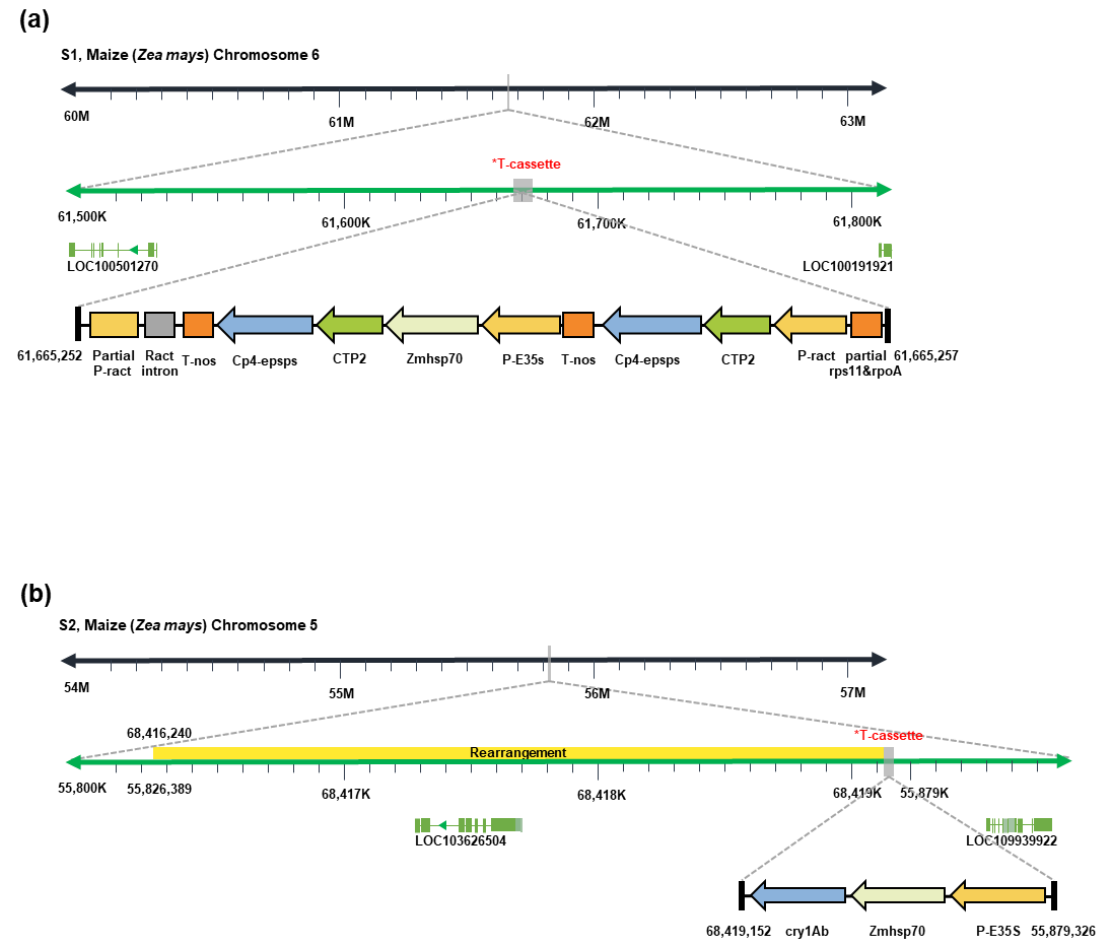 (a)
S1, Maize (Zea mays) Chromosome 6
60M 61M 62M 63M
*T-cassette
61,500K 61,600K 61,700K 61,800K
LOC100501270 LOC100191921
61,665,252 Partial P-ract Ract intron T-nos Cp4-epsps CTP2 Zmhsp70 P-E35s T-nos Cp4-epsps CTP2 P-ract partial rps11&rpoA 61,665,257
(b)
S2, Maize (Zea mays) Chromosome 5
54M 55M 56M 57M
68,416,240 *T-cassette
Rearrangement
55,800K 55,826,389 68,417K 68,418K 68,419K 55,879K
LOC103626504 LOC109939922
68,419,152 cry1Ab Zmhsp70 P-E35S 55,879,326